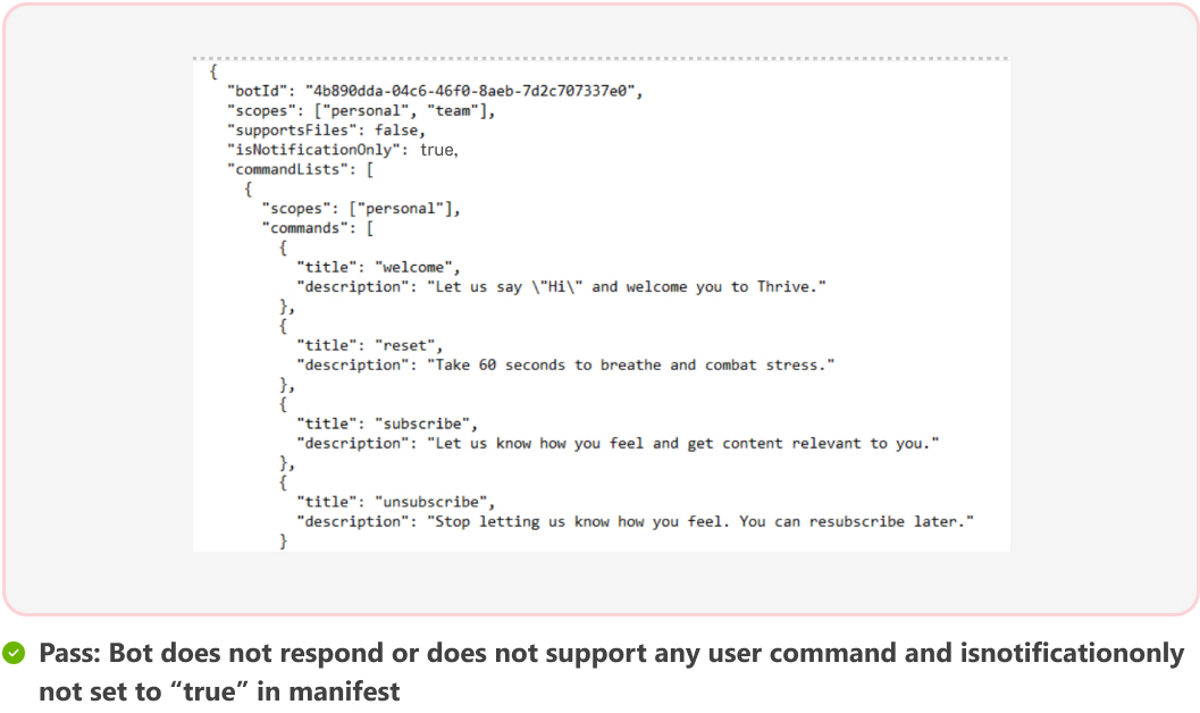 {
"botId": "4b890dda-04c6-46f0-8aeb-7d2c707337e0",
"scopes": ["personal", "team"],
"supportsFiles": false,
"isNotificationOnly": true,
"commandLists": [
{
"scopes": ["personal"],
"commands": [
{
"title": "welcome",
"description": "Let us say \"Hi\" and welcome you to Thrive."
},
{
"title": "reset",
"description": "Take 60 seconds to breathe and combat stress."
},
{
"title": "subscribe",
"description": "Let us know how you feel and get content relevant to you."
},
{
"title": "unsubscribe",
"description": "Stop letting us know how you feel. You can resubscribe later."
}
Pass: Bot does not respond or does not support any user command and isnotificationonly
not set to “true” in manifest